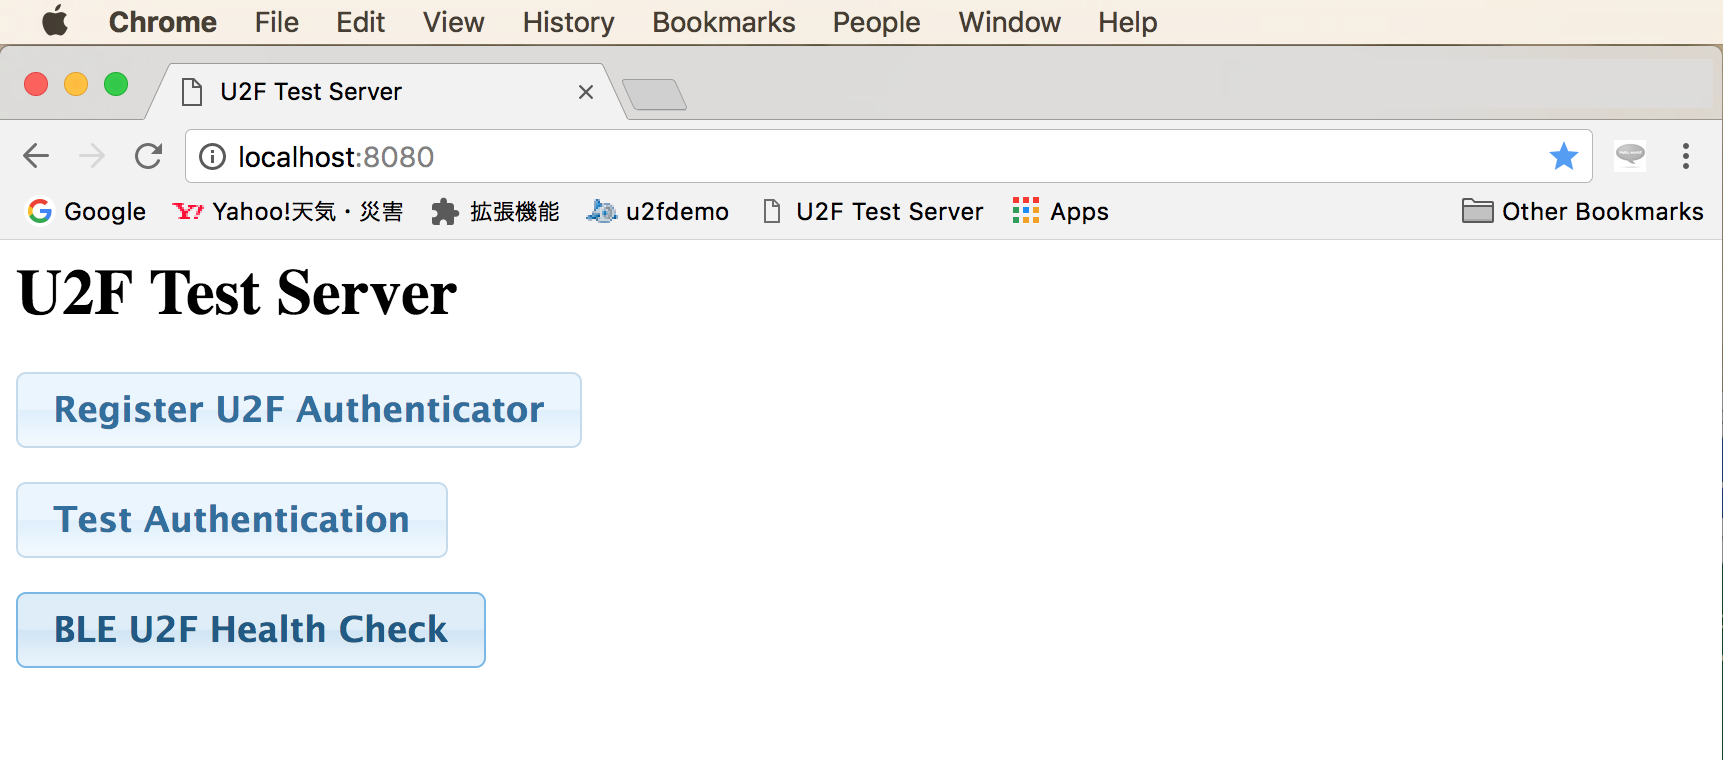 Chrome File Edit View History Bookmarks People Window Help
U2F Test Server
localhost:8080
Google Yahoo!天気・災害 拡張機能 u2fdemo U2F Test Server Apps Other Bookmarks
U2F Test Server
Register U2F Authenticator
Test Authentication
BLE U2F Health Check